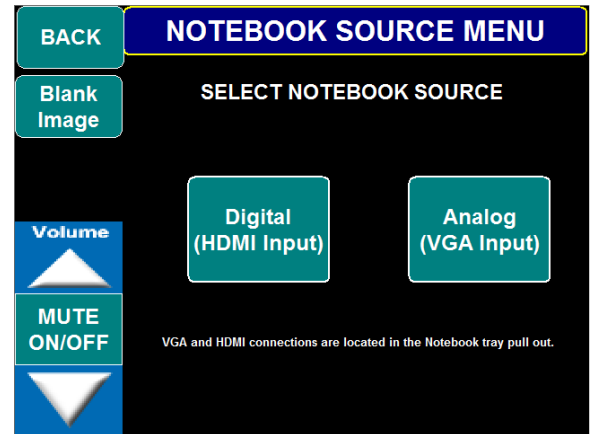 BACK
NOTEBOOK SOURCE MENU
Blank
Image
SELECT NOTEBOOK SOURCE
Digital
(HDMI Input)
Analog
(VGA Input)
Volume
MUTE
ON/OFF
VGA and HDMI connections are located in the Notebook tray pull out.